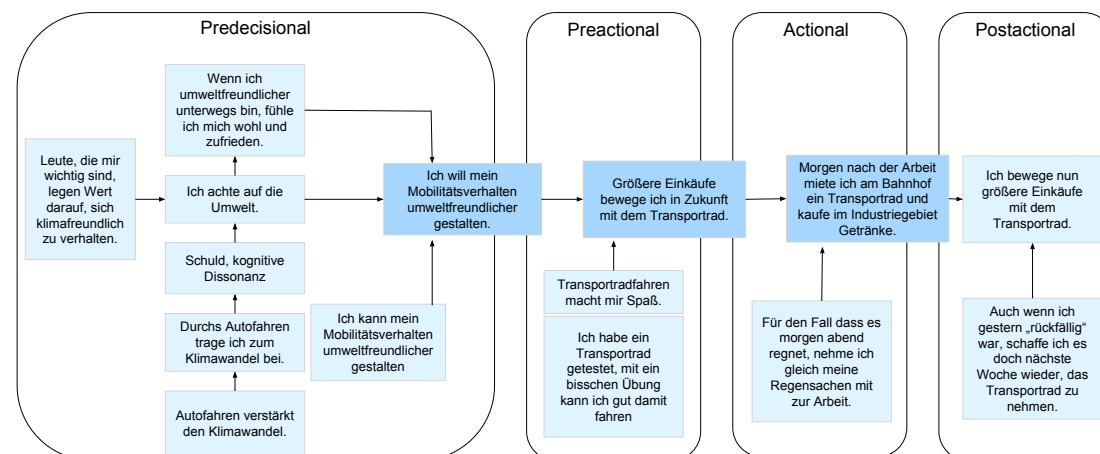 Predecisional
Wenn ich
umweltfreundlicher
unterwegs bin, fühle
ich mich wohl und
zufrieden.
Leute, die mir
wichtig sind,
legen Wert
darauf, sich
klimafreundlich
zu verhalten.
Ich achte auf die
Umwelt.
Schuld, kognitive
Dissonanz
Durchs Autofahren
trage ich zum
Klimawandel bei.
Autofahren verstärkt
den Klimawandel.
Ich will mein
Mobilitätsverhalten
umweltfreundlicher
gestalten.
Ich kann mein
Mobilitätsverhalten
umweltfreundlicher
gestalten
Preactional
Größere Einkäufe
bewege ich in Zukunft
mit dem Transportrad.
Transportradfahren
macht mir Spaß.
Ich habe ein
Transportrad
getestet, mit ein
bisschen Übung
kann ich gut damit
fahren
Actional
Morgen nach der Arbeit
miete ich am Bahnhof
ein Transportrad und
kaufe im Industriegebiet
Getränke.
Für den Fall dass es
morgen abend
regnet, nehme ich
gleich meine
Regensachen mit
zur Arbeit.
Postactional
Ich bewege nun
größere Einkäufe
mit dem
Transportrad.
Auch wenn ich
gestern „rückfällig“
war, schaffe ich es
doch nächste
Woche wieder, das
Transportrad zu
nehmen.